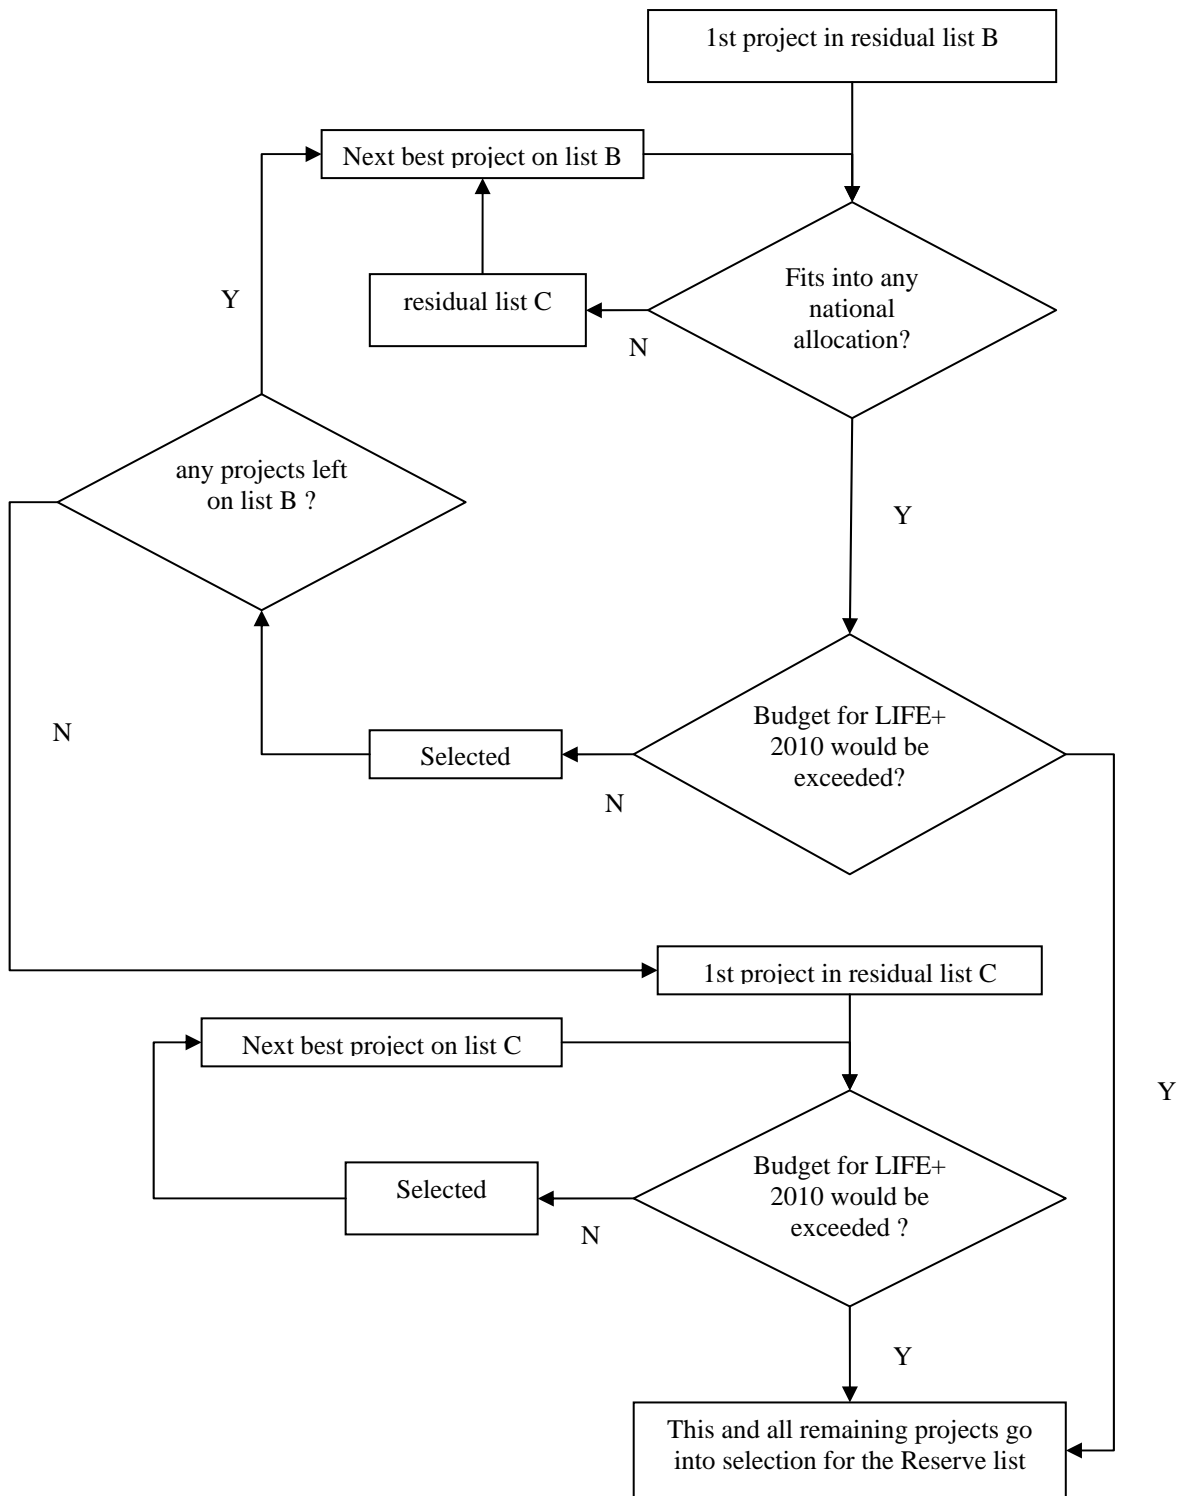 1st project in residual list B
Next best project on list B
Fits into any
national
allocation?
residual list C
Y
N
any projects left
on list B ?
Y
Budget for LIFE+
2010 would be
exceeded?
Selected
N
N
1st project in residual list C
Next best project on list C
Y
Budget for LIFE+
2010 would be
exceeded ?
Selected
N
Y
This and all remaining projects go
into selection for the Reserve list